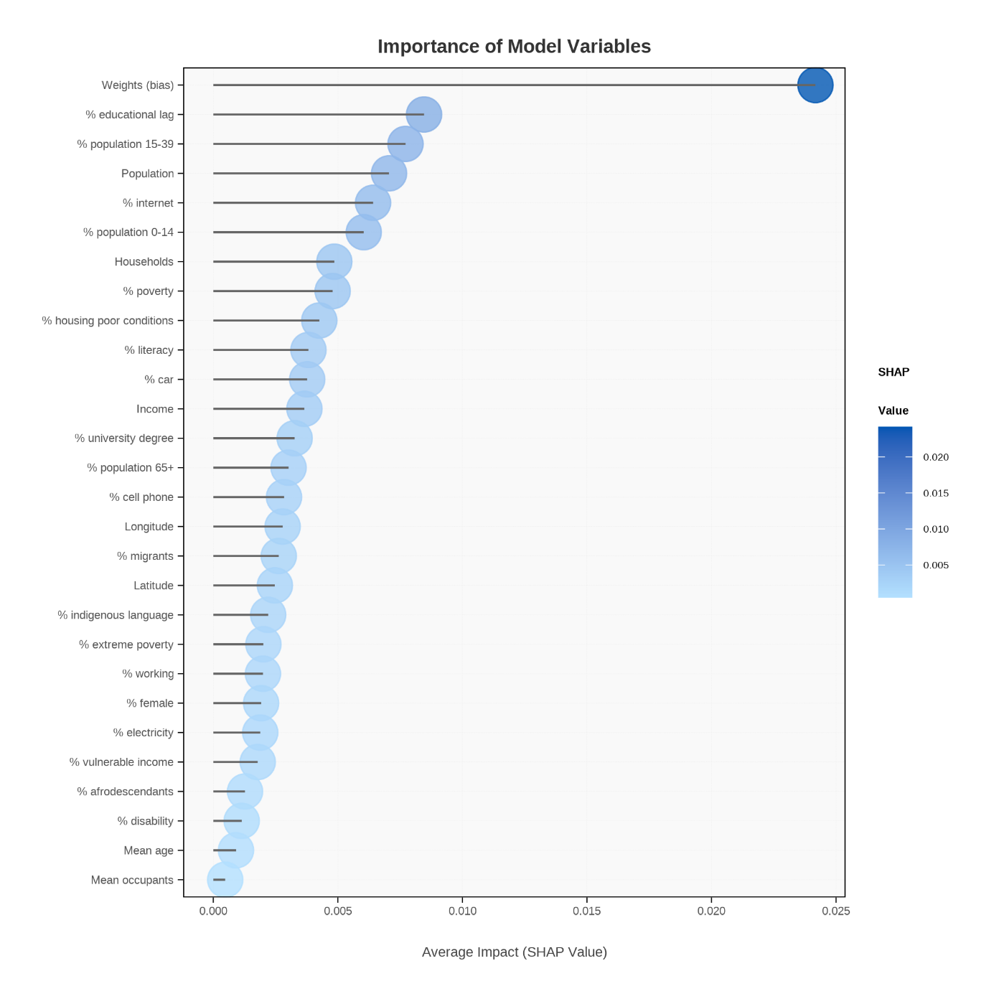 Importance of Model Variables
Weights (bias)
% educational lag
% population 15-39
Population
% internet
% population 0-14
Households
% poverty
% housing poor conditions
% literacy
% car
Income
% university degree
% population 65+
% cell phone
Longitude
% migrants
Latitude
% indigenous language
% extreme poverty
% working
% female
% electricity
% vulnerable income
% afrodescendants
% disability
Mean age
Mean occupants
0.000 0.005 0.010 0.015 0.020 0.025
Average Impact (SHAP Value)
SHAP
Value
0.020
0.015
0.010
0.005